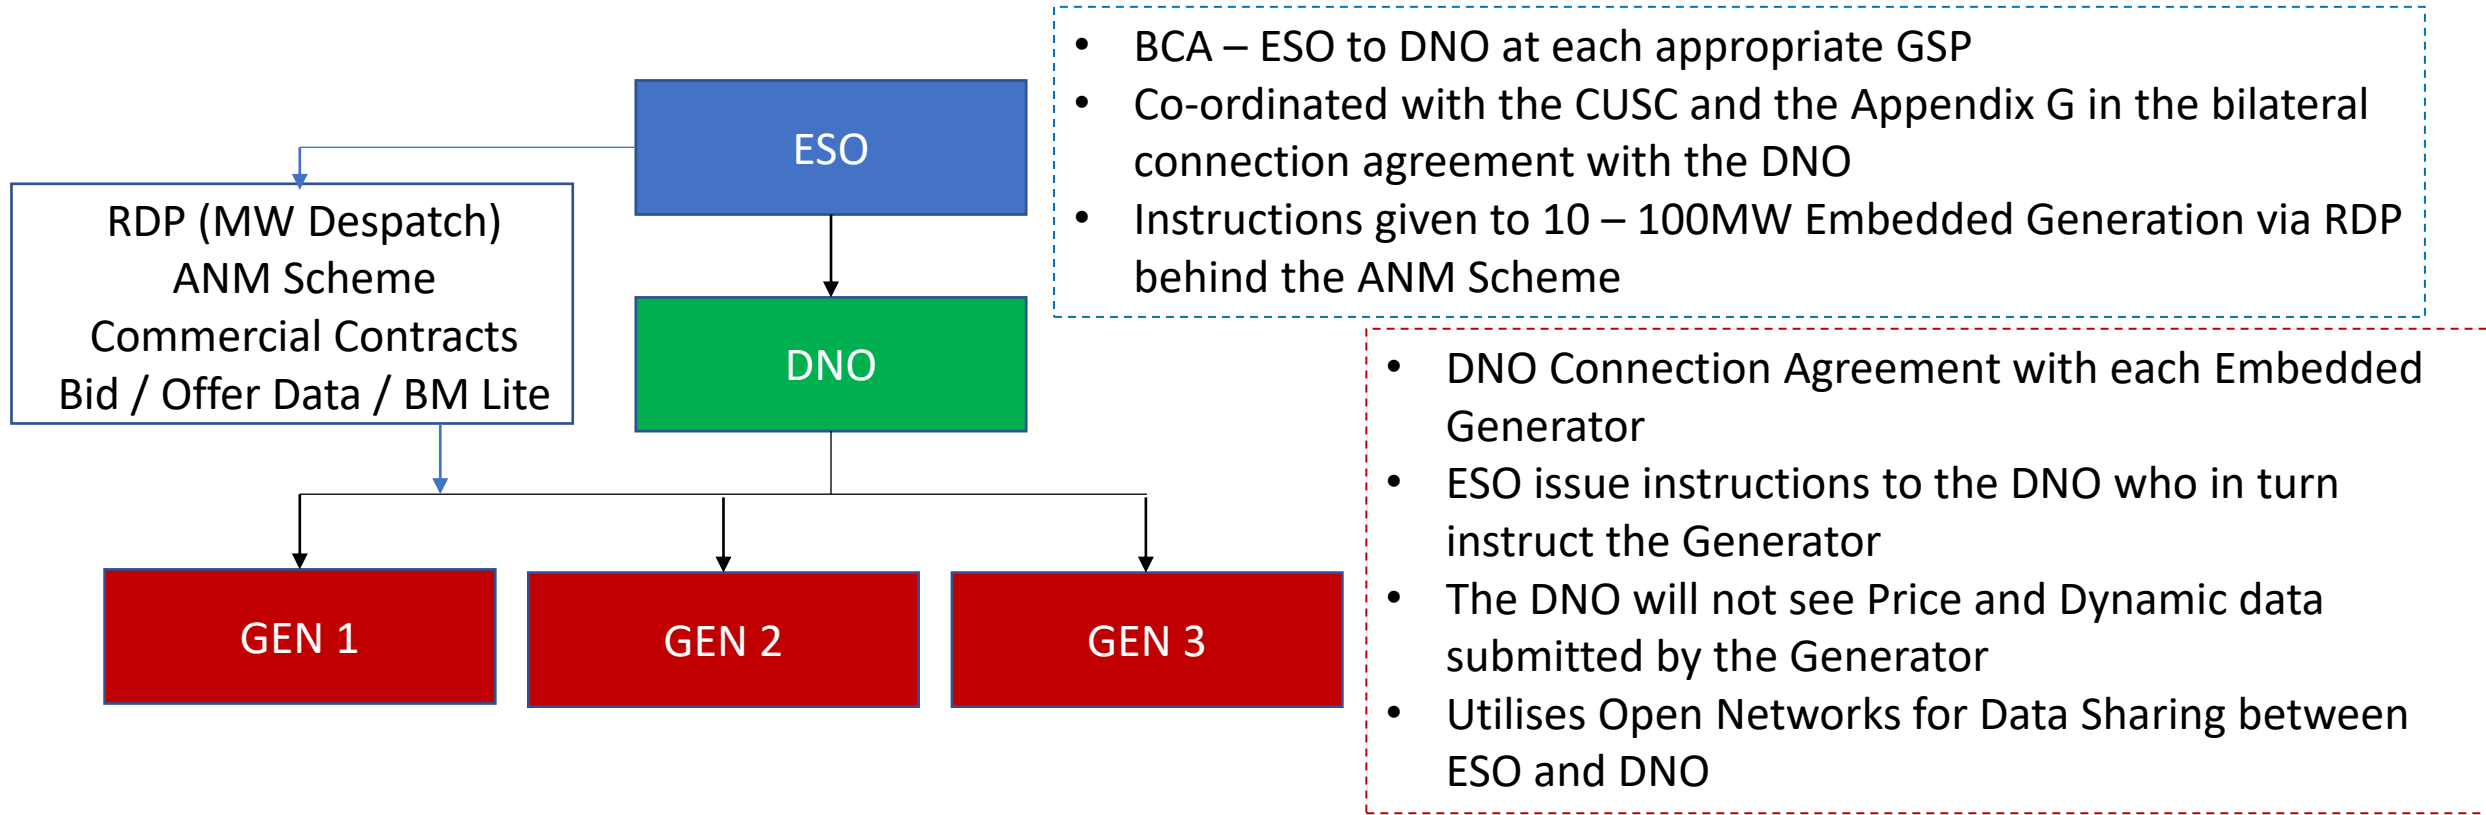 ESO
RDP (MW Despatch)
ANM Scheme
Commercial Contracts
Bid / Offer Data / BM Lite
DNO
GEN 1
GEN 2
GEN 3
• BCA – ESO to DNO at each appropriate GSP
• Co-ordinated with the CUSC and the Appendix G in the bilateral
connection agreement with the DNO
• Instructions given to 10 – 100MW Embedded Generation via RDP
behind the ANM Scheme
• DNO Connection Agreement with each Embedded
Generator
• ESO issue instructions to the DNO who in turn
instruct the Generator
• The DNO will not see Price and Dynamic data
submitted by the Generator
• Utilises Open Networks for Data Sharing between
ESO and DNO